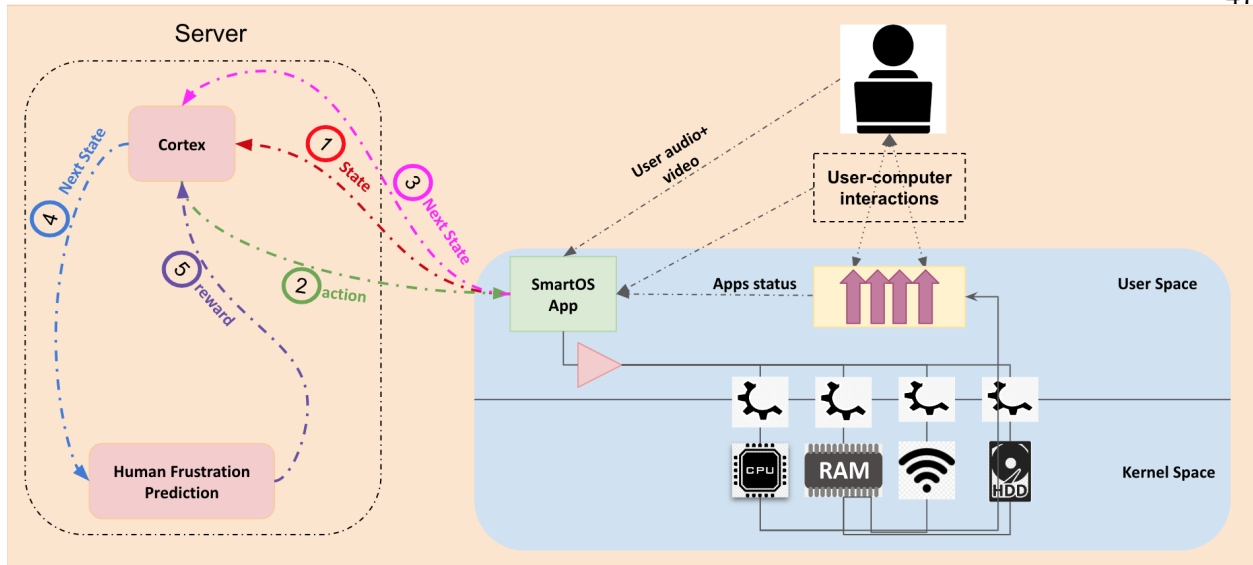 Server
Cortex
1
State
3
Next State
4
Next State
2
action
5
reward
Human Frustration
Prediction
User audio+
video
User-computer
interactions
SmartOS
App
Apps status
User Space
CPU
RAM
HDD
Kernel Space